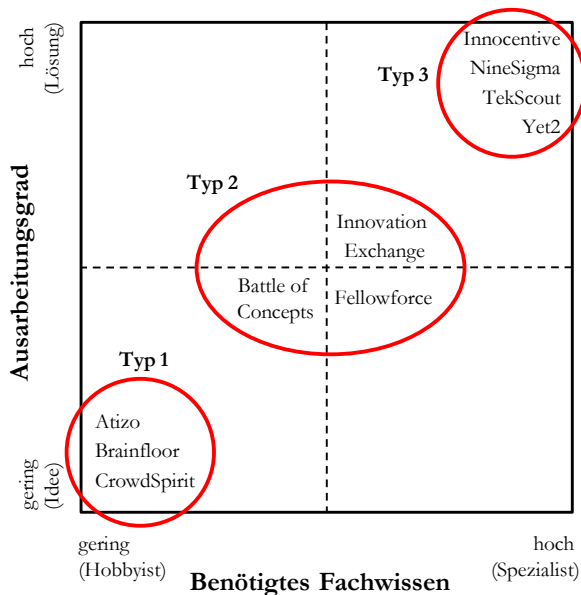 hoch
(Lösung)
Ausarbeitungsgrad
gering
(Idee)
Typ 3
Innocentive
NineSigma
TekScout
Yet2
Typ 2
Innovation
Exchange
Battle of
Concepts
Fellowforce
Typ 1
Atizo
Brainfloor
CrowdSpirit
gering
(Hobbyist)
hoch
(Spezialist)
Benötigtes Fachwissen